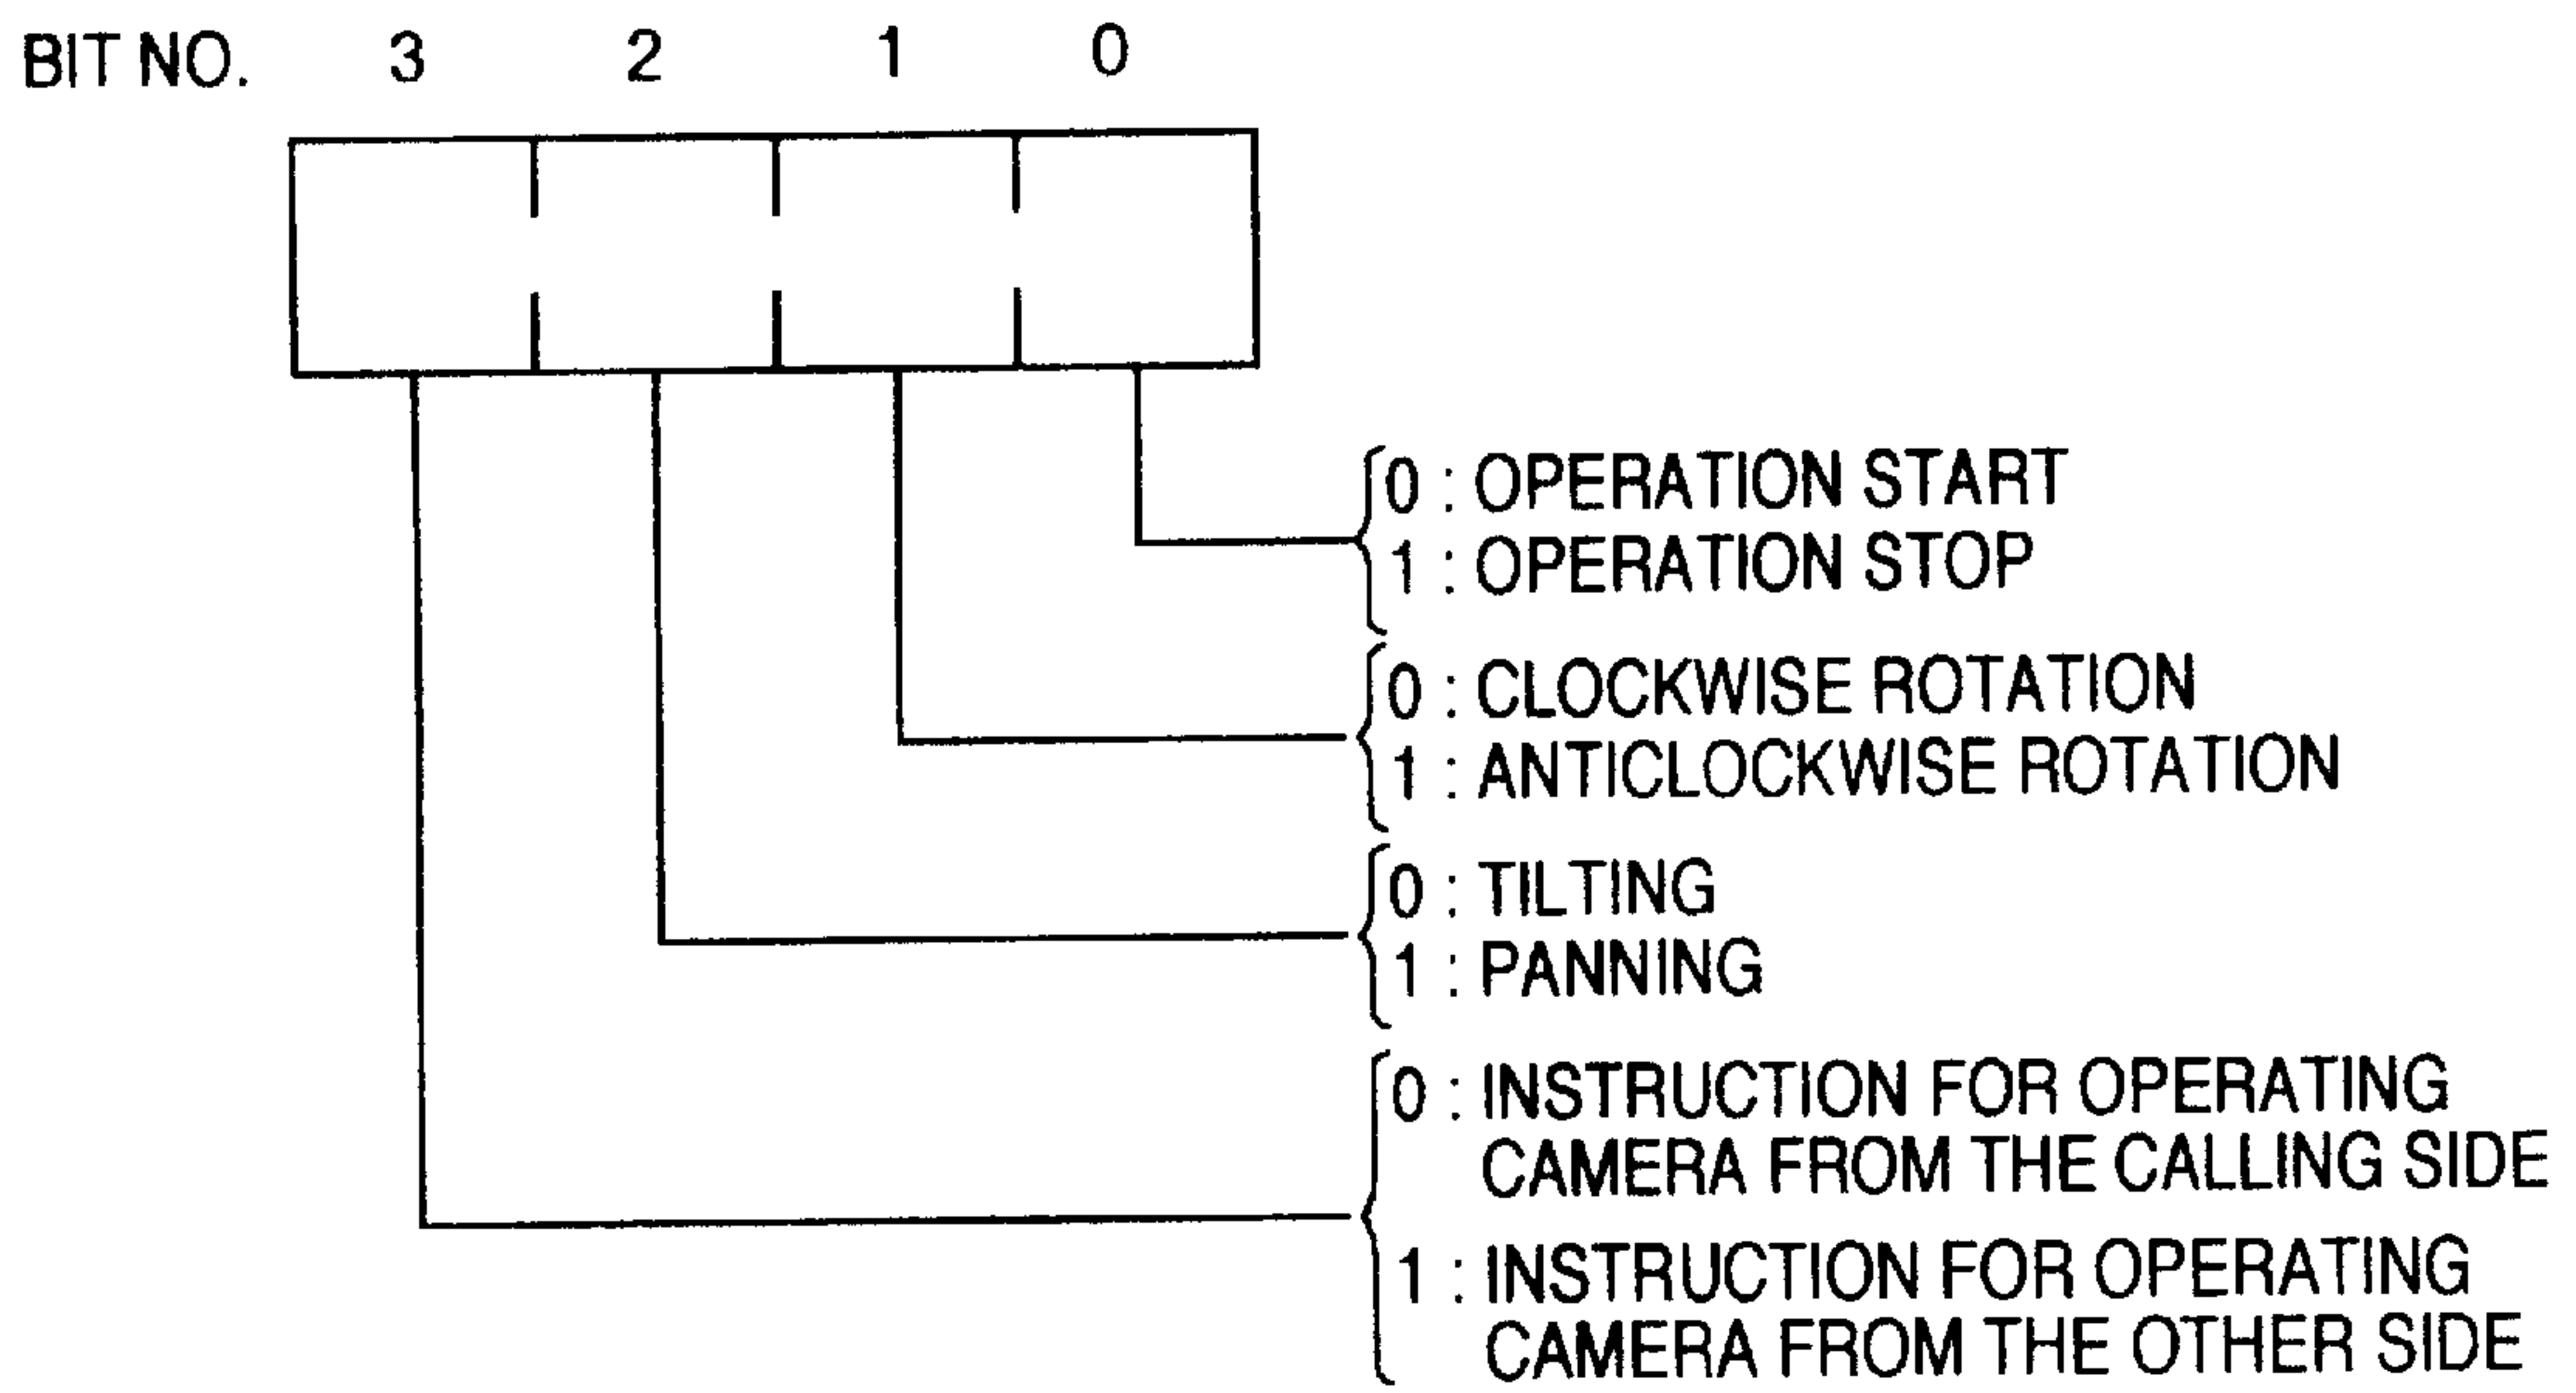 BIT NO. 3 2 1 0
0 : OPERATION START
1 : OPERATION STOP
0 : CLOCKWISE ROTATION
1 : ANTICLOCKWISE ROTATION
0 : TILTING
1 : PANNING
0 : INSTRUCTION FOR OPERATING
CAMERA FROM THE CALLING SIDE
1 : INSTRUCTION FOR OPERATING
CAMERA FROM THE OTHER SIDE